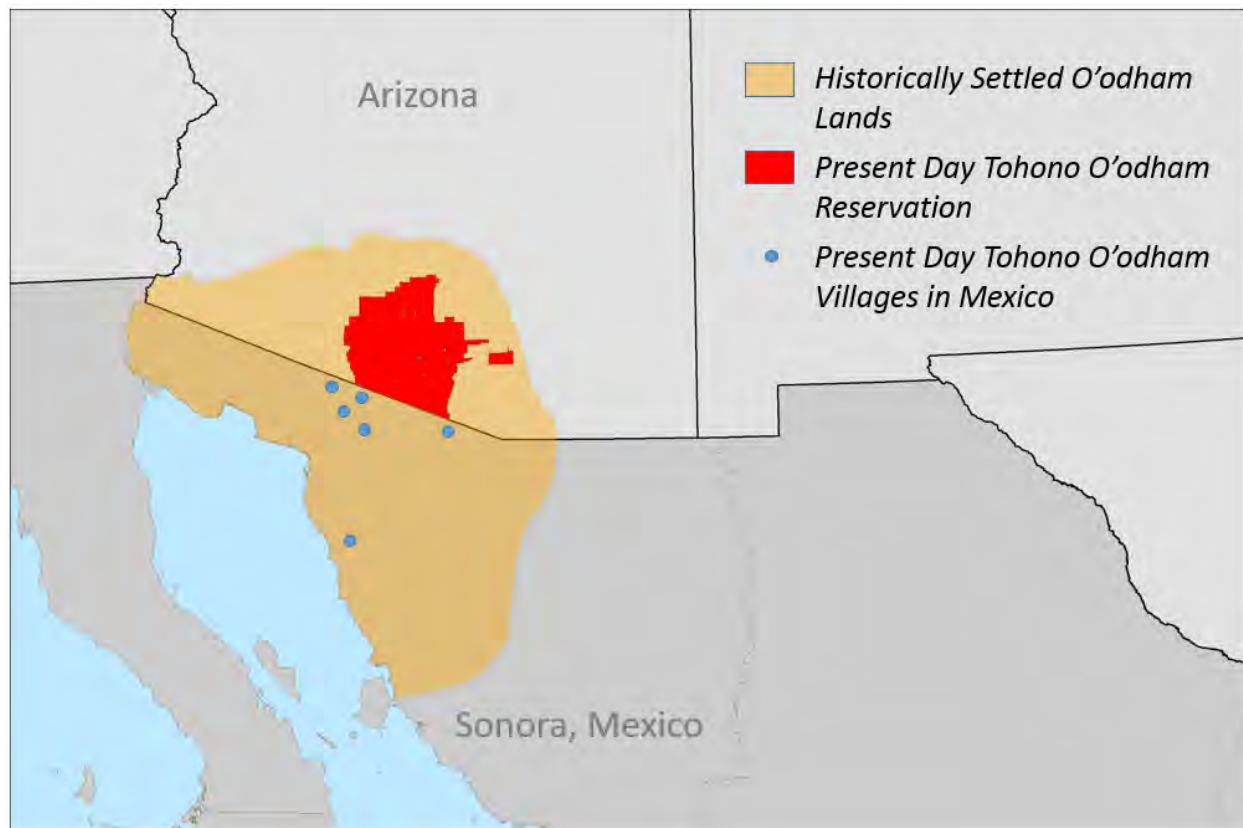 Arizona
Historically Settled O'odham
Lands
Present Day Tohono O'odham
Reservation
Present Day Tohono O'odham
Villages in Mexico
Sonora, Mexico